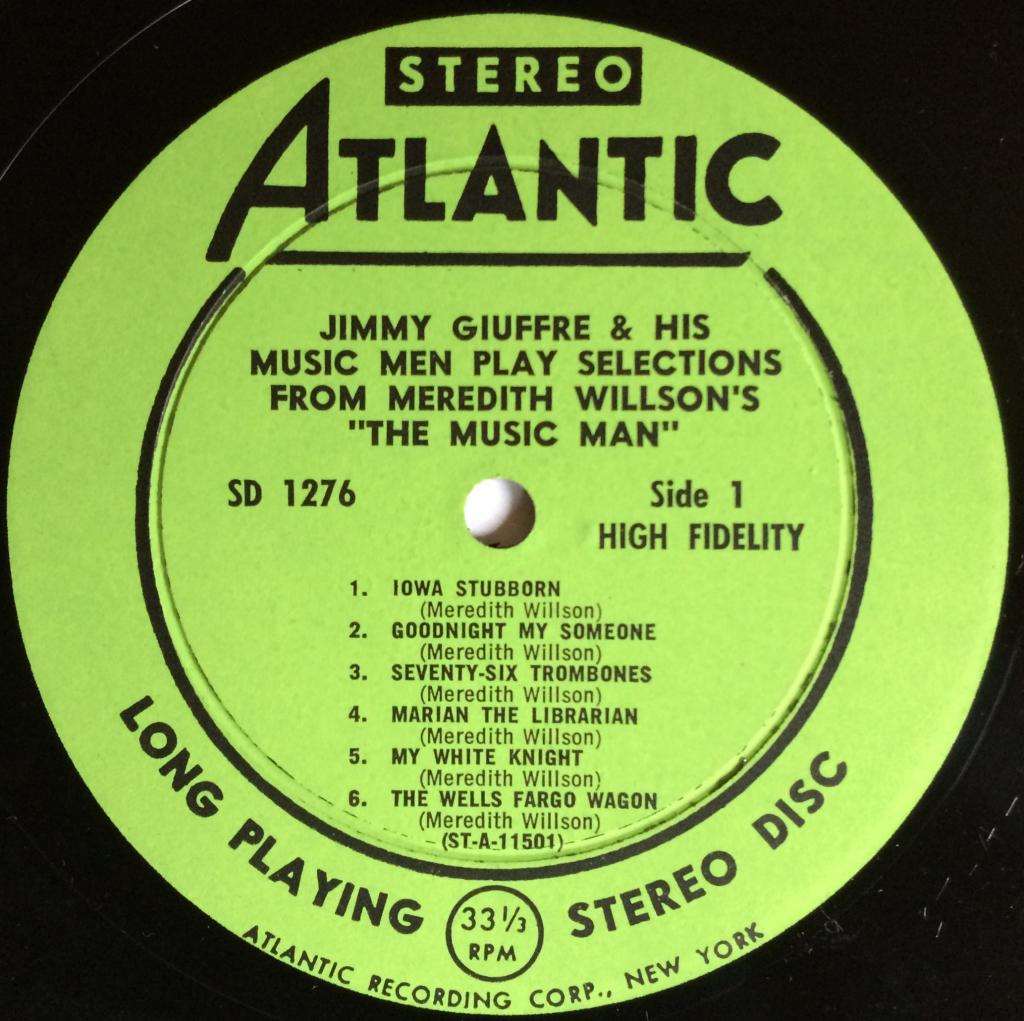 STEREO
ATLANTIC
JIMMY GIUFFRE & HIS
MUSIC MEN PLAY SELECTIONS
FROM MEREDITH WILLSON'S
"THE MUSIC MAN"
SD 1276
Side 1
HIGH FIDELITY
1. IOWA STUBBORN
(Meredith Willson)
2. GOODNIGHT MY SOMEONE
(Meredith Willson)
3. SEVENTY-SIX TROMBONES
(Meredith Willson)
4. MARIAN THE LIBRARIAN
(Meredith Willson)
5. MY WHITE KNIGHT
(Meredith Willson)
6. THE WELLS FARGO WAGON
(Meredith Willson)
(ST-A-11501)
LONG PLAYING
33⅓
RPM
STEREO DISC
ATLANTIC RECORDING CORP., NEW YORK